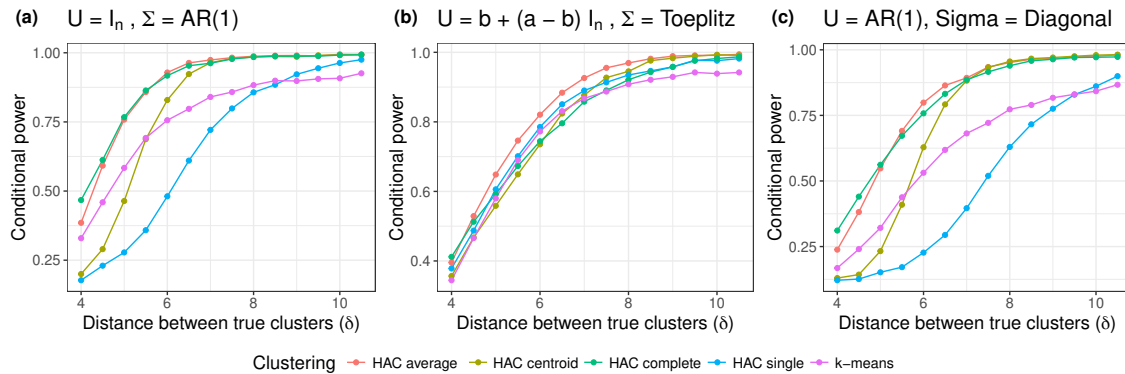 (a) U = Iₙ , Σ = AR(1)
Conditional power
1.00
0.75
0.50
0.25
4 6 8 10
Distance between true clusters (δ)
(b) U = b + (a − b) Iₙ , Σ = Toeplitz
Conditional power
1.0
0.8
0.6
0.4
4 6 8 10
Distance between true clusters (δ)
(c) U = AR(1), Sigma = Diagonal
Conditional power
1.00
0.75
0.50
0.25
4 6 8 10
Distance between true clusters (δ)
Clustering HAC average HAC centroid HAC complete HAC single k−means